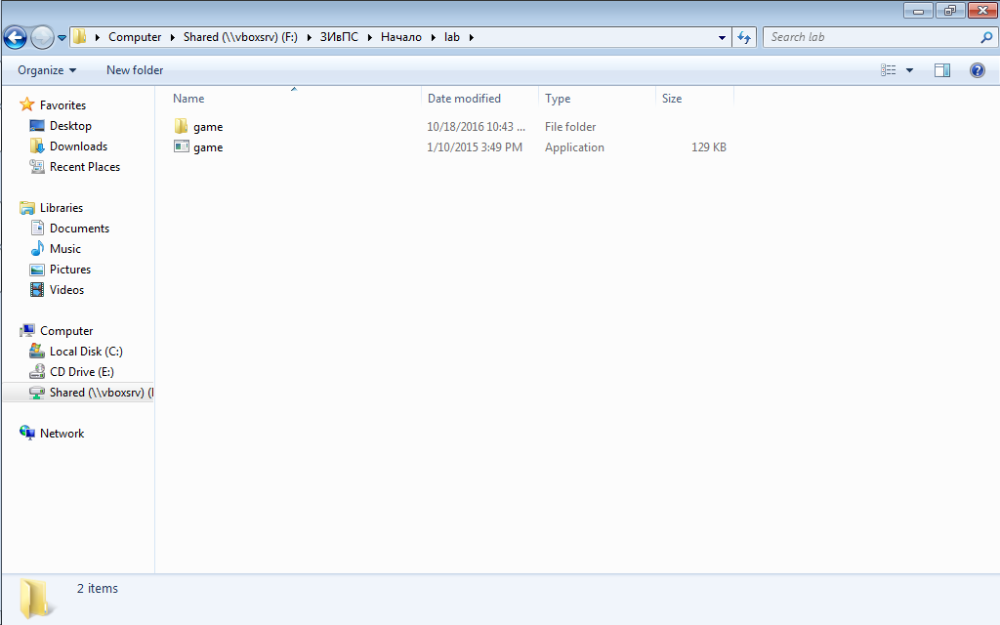 Computer Shared (\\vboxsrv) (F:) ЗИвПС Начало lab Search lab
Organize New folder
Name Date modified Type Size
game 10/18/2016 10:43 ... File folder
game 1/10/2015 3:49 PM Application 129 KB
Favorites
Desktop
Downloads
Recent Places
Libraries
Documents
Music
Pictures
Videos
Computer
Local Disk (C:)
CD Drive (E:)
Shared (\\vboxsrv) (
Network
2 items